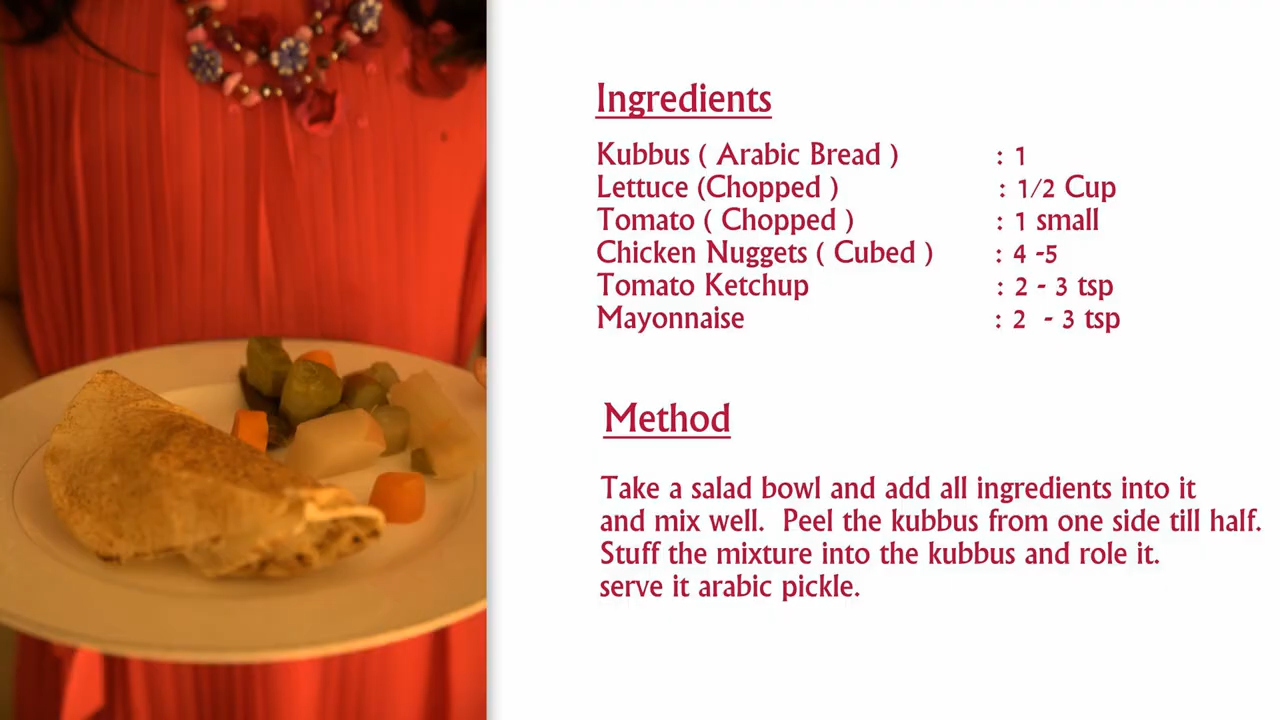 Ingredients
Kubbus ( Arabic Bread ) : 1
Lettuce (Chopped ) : 1/2 Cup
Tomato ( Chopped ) : 1 small
Chicken Nuggets ( Cubed ) : 4 -5
Tomato Ketchup : 2 - 3 tsp
Mayonnaise : 2 - 3 tsp
Method
Take a salad bowl and add all ingredients into it
and mix well. Peel the kubbus from one side till half.
Stuff the mixture into the kubbus and role it.
serve it arabic pickle.